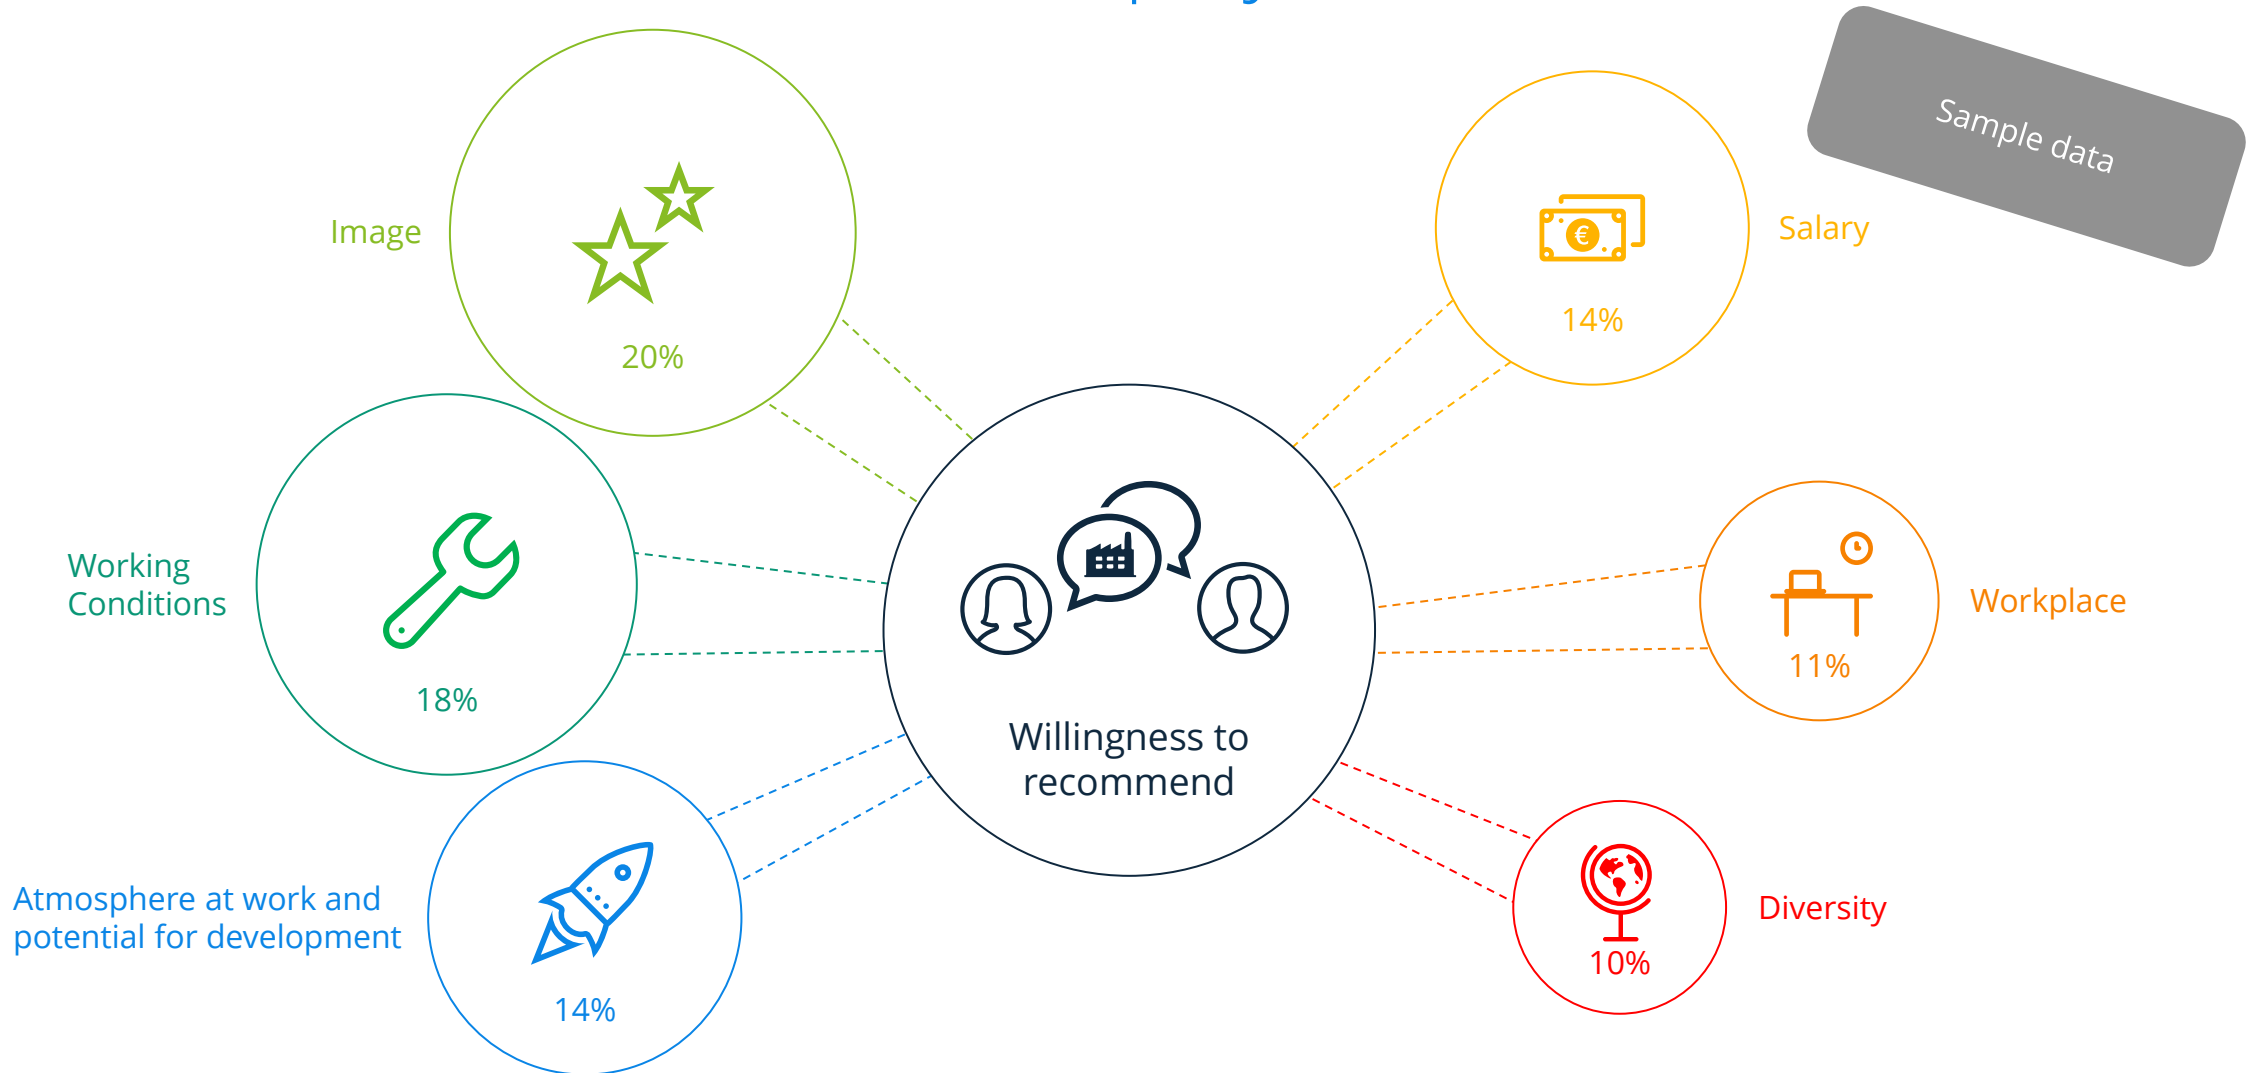 Sample data
Image
20%
Salary
14%
Working
Conditions
18%
Willingness to
recommend
Workplace
11%
Atmosphere at work and
potential for development
14%
Diversity
10%
€